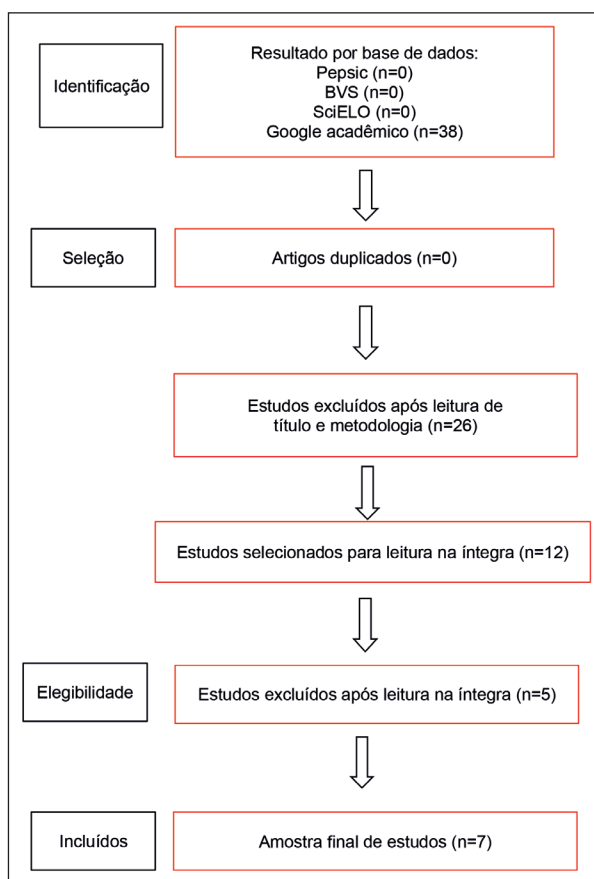 Identificação
Resultado por base de dados:
Pepsic (n=0)
BVS (n=0)
SciELO (n=0)
Google acadêmico (n=38)
Seleção
Artigos duplicados (n=0)
Estudos excluídos após leitura de
título e metodologia (n=26)
Estudos selecionados para leitura na íntegra (n=12)
Elegibilidade
Estudos excluídos após leitura na íntegra (n=5)
Incluídos
Amostra final de estudos (n=7)